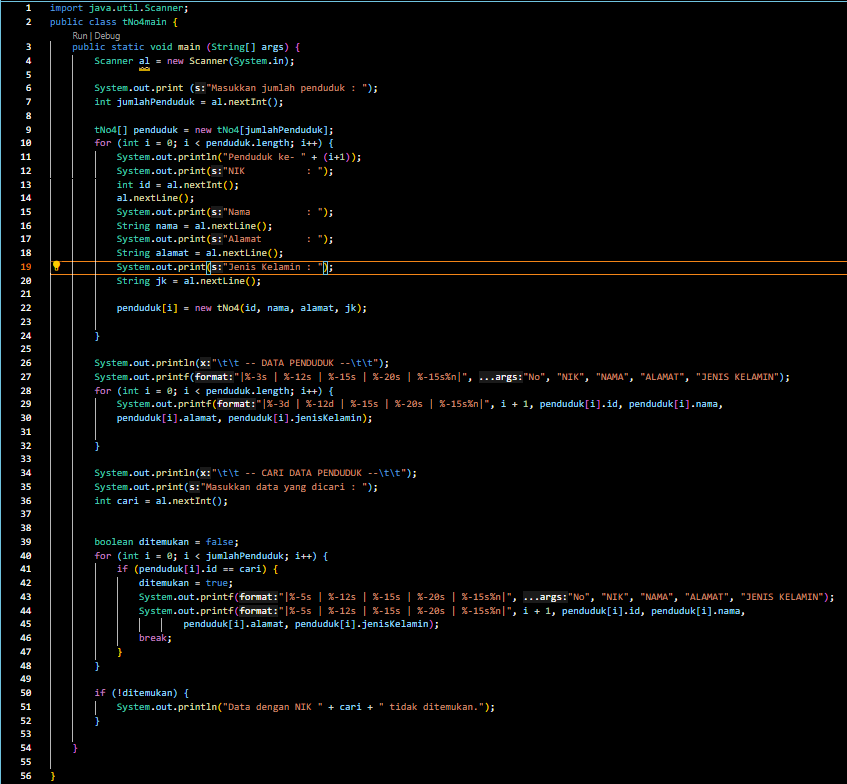 1 import java.util.Scanner;
2 public class tNo4main {
Run | Debug
3 public static void main (String[] args) {
4 Scanner al = new Scanner(System.in);
5
6 System.out.print (s:"Masukkan jumlah penduduk : ");
7 int jumlahPenduduk = al.nextInt();
8
9 tNo4[] penduduk = new tNo4[jumlahPenduduk];
10 for (int i = 0; i < penduduk.length; i++) {
11 System.out.println("Penduduk ke- " + (i+1));
12 System.out.print(s:"NIK           : ");
13 int id = al.nextInt();
14 al.nextLine();
15 System.out.print(s:"Nama          : ");
16 String nama = al.nextLine();
17 System.out.print(s:"Alamat        : ");
18 String alamat = al.nextLine();
19 System.out.print(s:"Jenis Kelamin : ");
20 String jk = al.nextLine();
21
22 penduduk[i] = new tNo4(id, nama, alamat, jk);
23
24 }
25
26 System.out.println(x:"\t\t -- DATA PENDUDUK --\t\t");
27 System.out.printf(format:"|%-3s | %-12s | %-15s | %-20s | %-15s%n|", ...args:"No", "NIK", "NAMA", "ALAMAT", "JENIS KELAMIN");
28 for (int i = 0; i < penduduk.length; i++) {
29 System.out.printf(format:"|%-3d | %-12d | %-15s | %-20s | %-15s%n|", i + 1, penduduk[i].id, penduduk[i].nama,
30 penduduk[i].alamat, penduduk[i].jenisKelamin);
31
32 }
33
34 System.out.println(x:"\t\t -- CARI DATA PENDUDUK --\t\t");
35 System.out.print(s:"Masukkan data yang dicari : ");
36 int cari = al.nextInt();
37
38
39 boolean ditemukan = false;
40 for (int i = 0; i < jumlahPenduduk; i++) {
41 if (penduduk[i].id == cari) {
42 ditemukan = true;
43 System.out.printf(format:"|%-5s | %-12s | %-15s | %-20s | %-15s%n|", ...args:"No", "NIK", "NAMA", "ALAMAT", "JENIS KELAMIN");
44 System.out.printf(format:"|%-5s | %-12s | %-15s | %-20s | %-15s%n|", i + 1, penduduk[i].id, penduduk[i].nama,
45 penduduk[i].alamat, penduduk[i].jenisKelamin);
46 break;
47 }
48 }
49
50 if (!ditemukan) {
51 System.out.println("Data dengan NIK " + cari + " tidak ditemukan.");
52 }
53
54 }
55
56 }